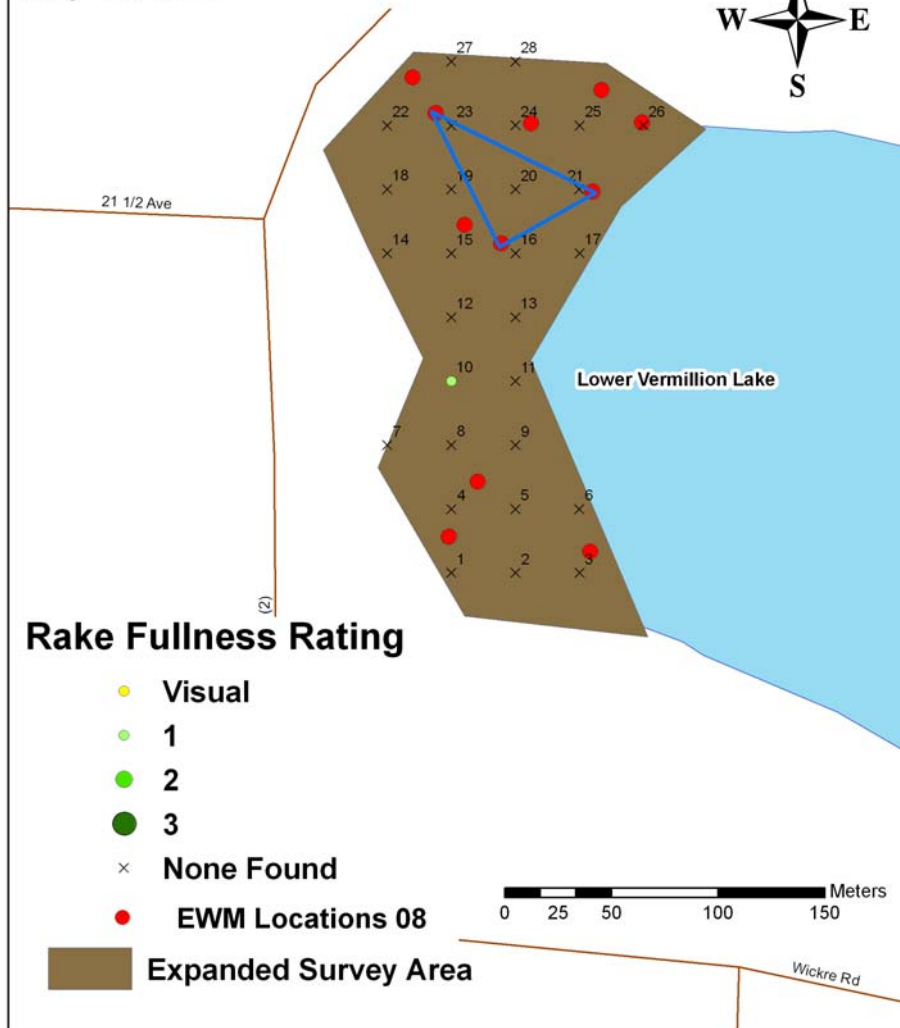 W E
S
27 28
22 23 24 25 26
21 1/2 Ave
18 19 20 21
14 15 16 17
12 13
10 11
Lower Vermillion Lake
7 8 9
4 5 6
1 2 3
(2)
Rake Fullness Rating
Visual
1
2
3
None Found
EWM Locations 08
Expanded Survey Area
Meters
0 25 50 100 150
Wickre Rd